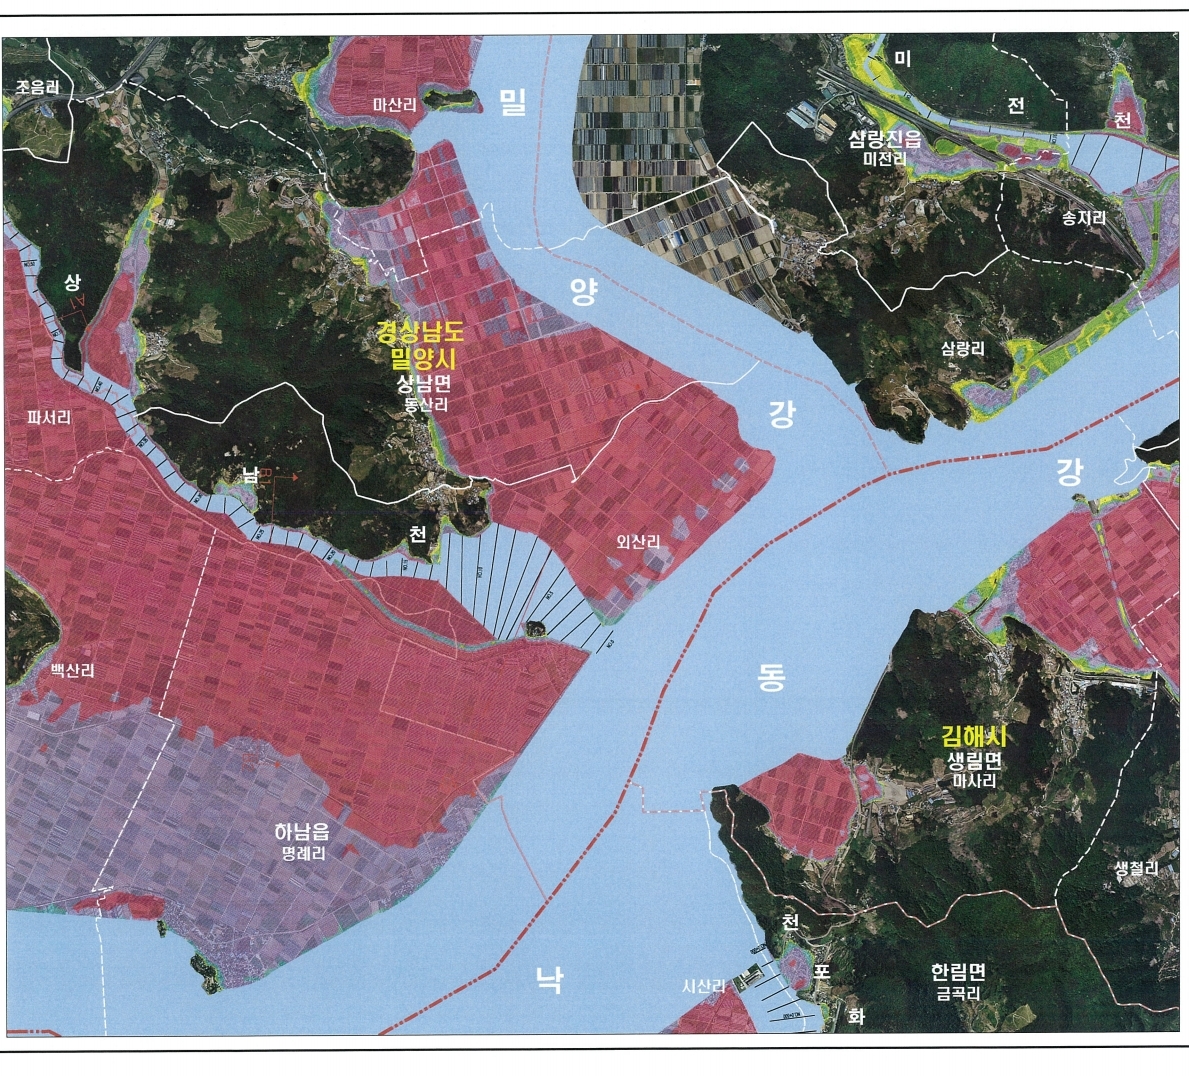 조음리
마산리
밀
미
전
천
삼랑진읍
미전리
송지리
상
양
경상남도
밀양시
상남면
동산리
삼랑리
파서리
강
남
강
천
외산리
백산리
동
김해시
생림면
마사리
하남읍
명례리
생철리
천
낙
시산리
포
한림면
금곡리
화